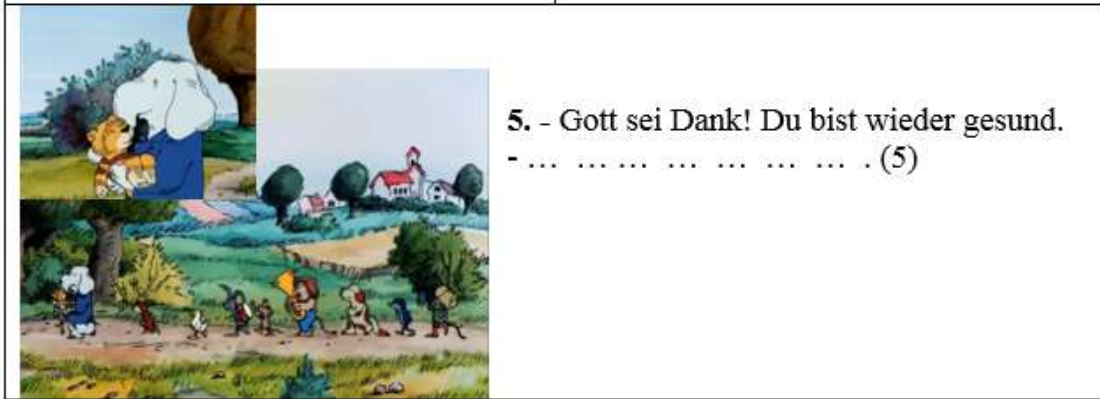 5. - Gott sei Dank! Du bist wieder gesund.
- … … … … … … … . (5)